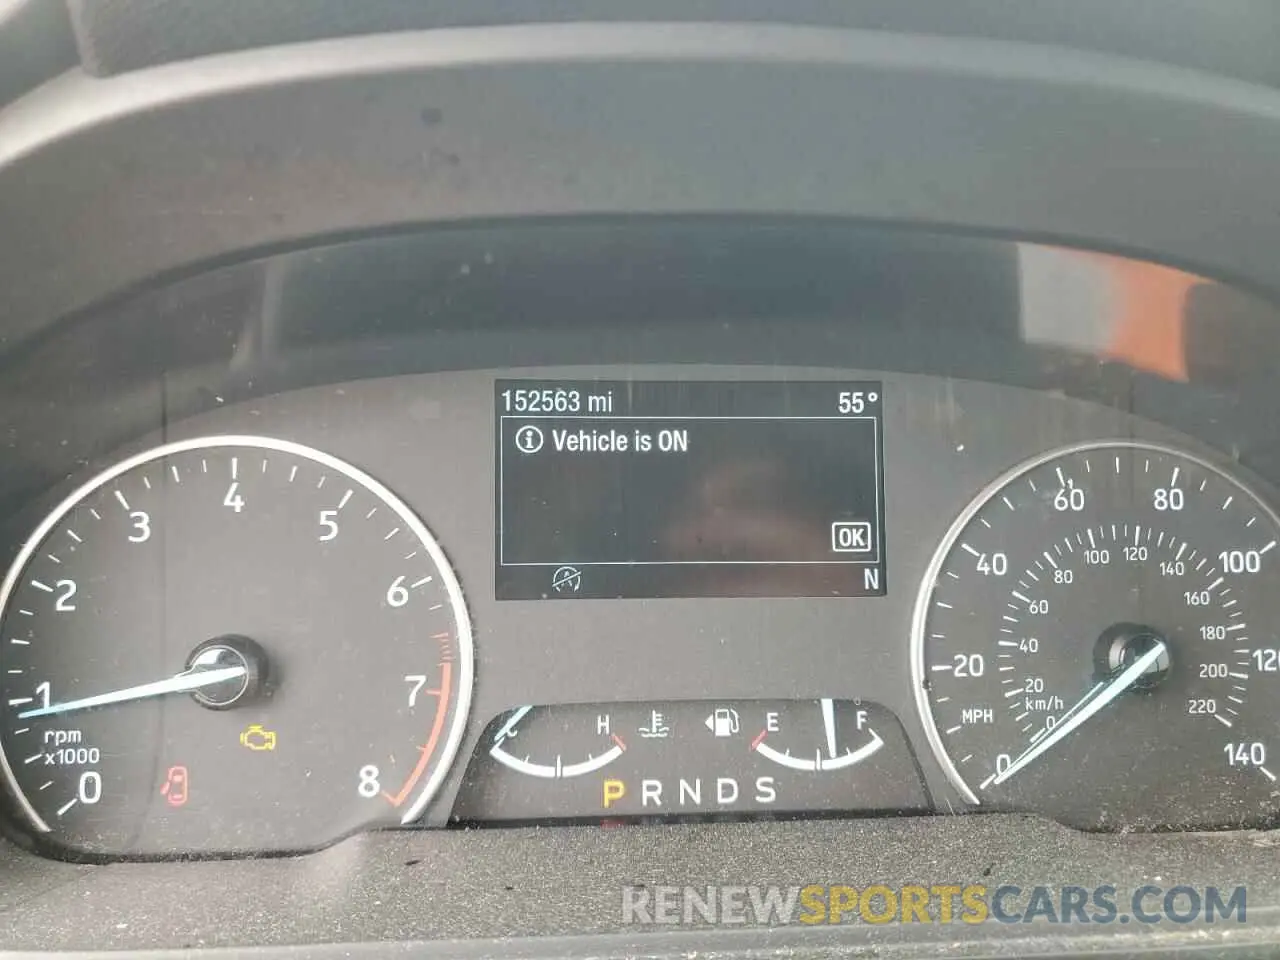 152563 mi 55°
Vehicle is ON
OK
N
0 1 2 3 4 5 6 7 8
rpm
x1000
C H E F
P R N D S
0 20 40 60 80 100 120 140
MPH
0 20 40 60 80 100 120 140 160 180 200 220
km/h
RENEWSPORTSCARS.COM